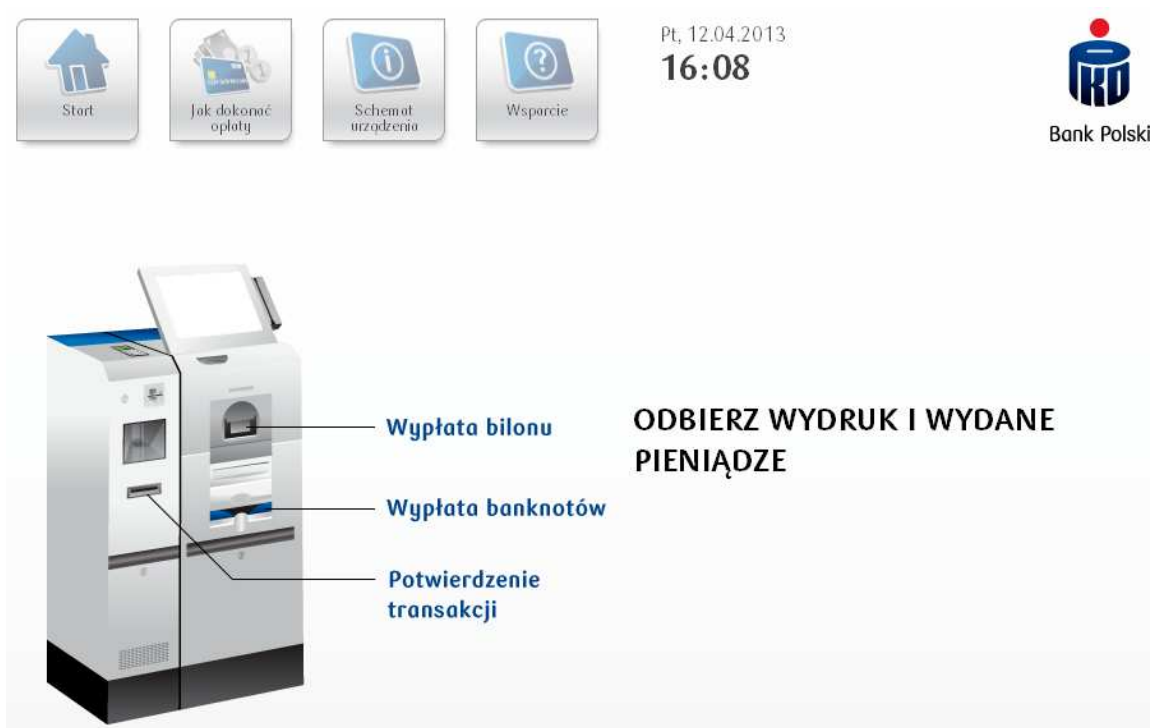 Start
Jak dokonać
opłaty
Schemat
urządzenia
Wsparcie
Pt, 12.04.2013
16:08
PKO
Bank Polski
Wypłata bilonu
Wypłata banknotów
Potwierdzenie
transakcji
ODBIERZ WYDRUK I WYDANE
PIENIĄDZE